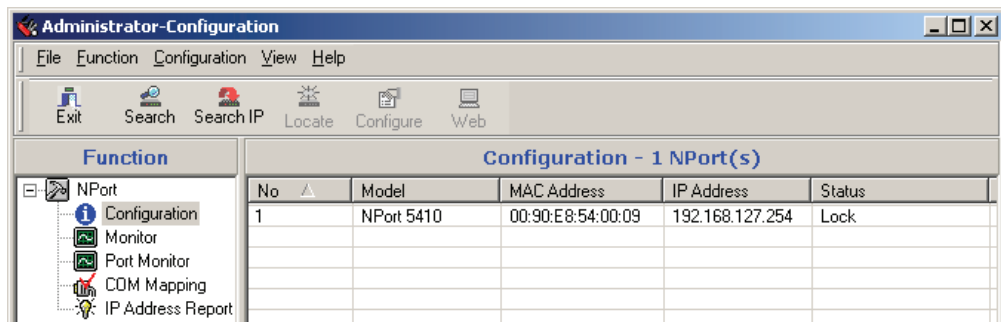 Administrator-Configuration
File Function Configuration View Help
Exit Search Search IP Locate Configure Web
Function
Configuration - 1 NPort(s)
NPort
Configuration
Monitor
Port Monitor
COM Mapping
IP Address Report
No Model MAC Address IP Address Status
1 NPort 5410 00:90:E8:54:00:09 192.168.127.254 Lock